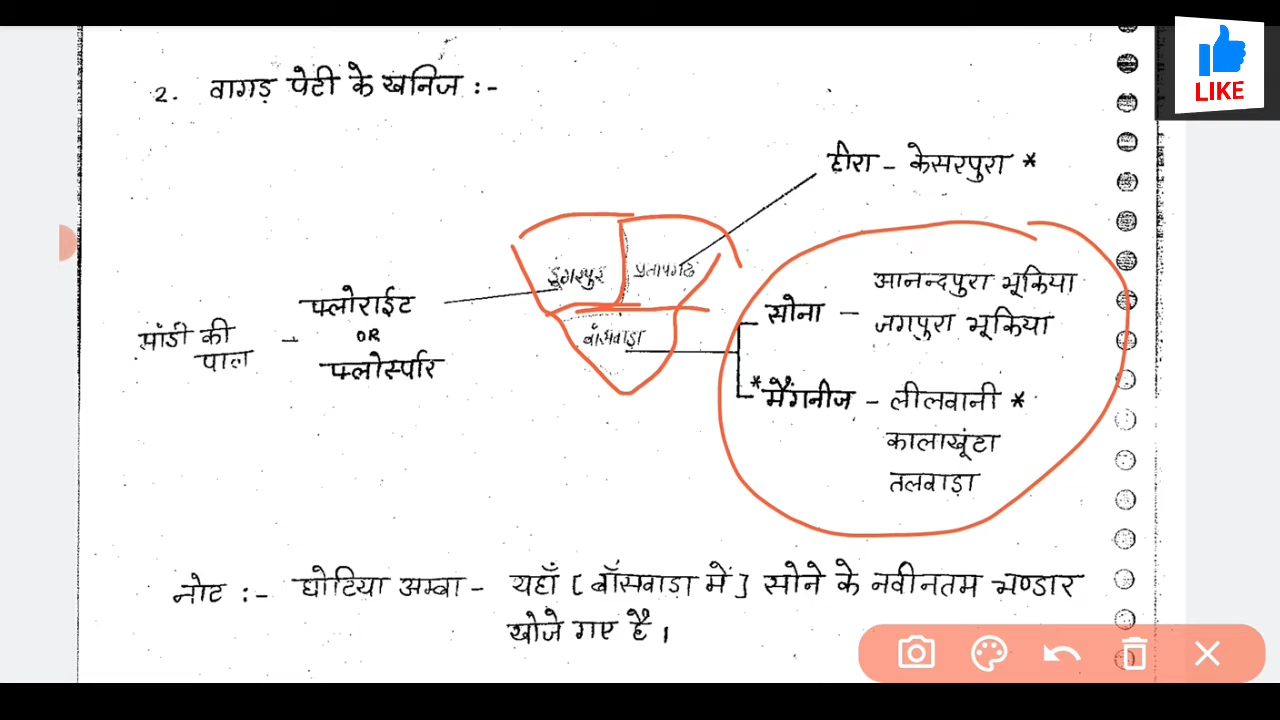 LIKE
2. वागड़ पेटी के खनिज :-
हीरा - केसरपुरा *
डूंगरपुर
प्रतापगढ़
बाँसवाड़ा
माँडी की पाल - फ्लोराईट
OR
फ्लोर्स्पार
सोना - आनन्दपुरा भूकिया
जगपुरा भूकिया
* मैंगनीज - लीलवानी *
कालाखूंटा
तलवाड़ा
नोट :- घोटिया अम्बा - यहाँ [ बाँसवाड़ा में ] सोने के नवीनतम भण्डार
खोजे गए है ।